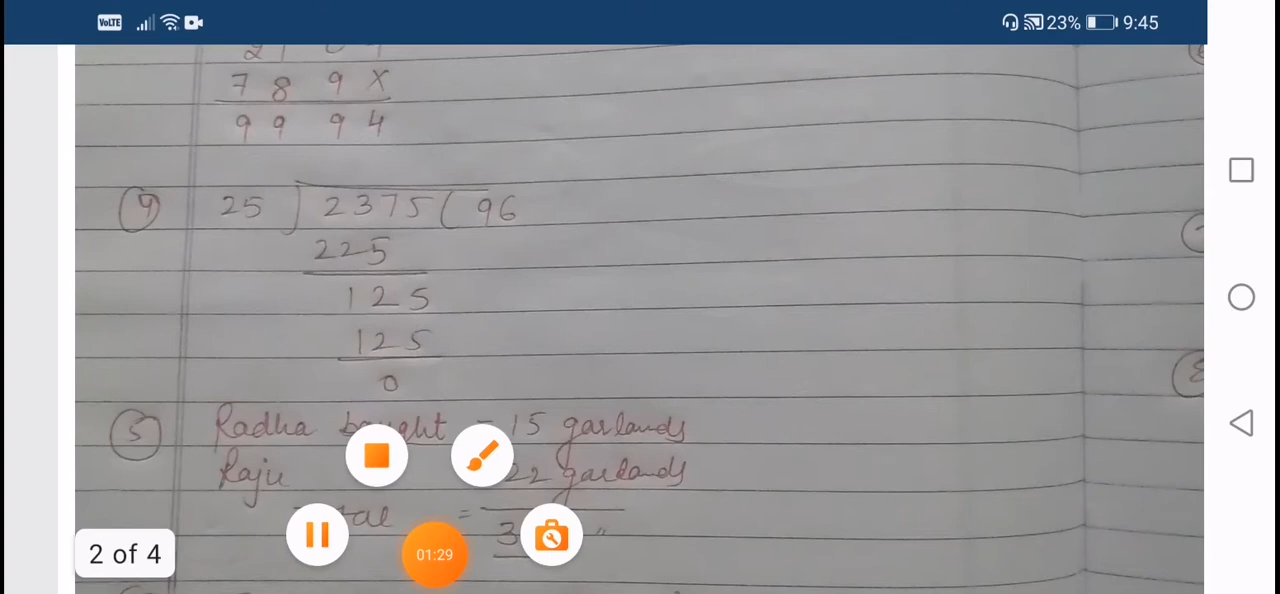 VoLTE 23% 9:45
7 8 9 X
9 9 9 4
4 25 ) 2375 ( 96
225
125
125
0
5 Radha bought = 15 garlands
Raju 22 garlands
=
3 "
2 of 4
01:29